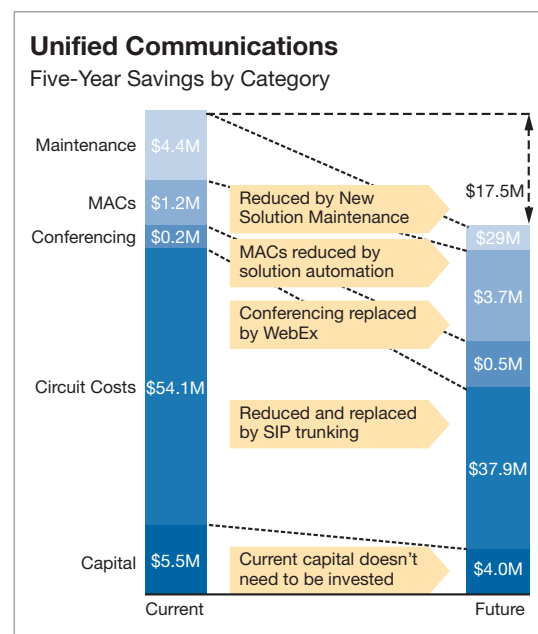 Unified Communications
Five-Year Savings by Category
Maintenance
$4.4M
MACs
$1.2M
Conferencing
$0.2M
Circuit Costs
$54.1M
Capital
$5.5M
Reduced by New
Solution Maintenance
MACs reduced by
solution automation
Conferencing replaced
by WebEx
Reduced and replaced
by SIP trunking
Current capital doesn't
need to be invested
$17.5M
$29M
$3.7M
$0.5M
$37.9M
$4.0M
Current
Future